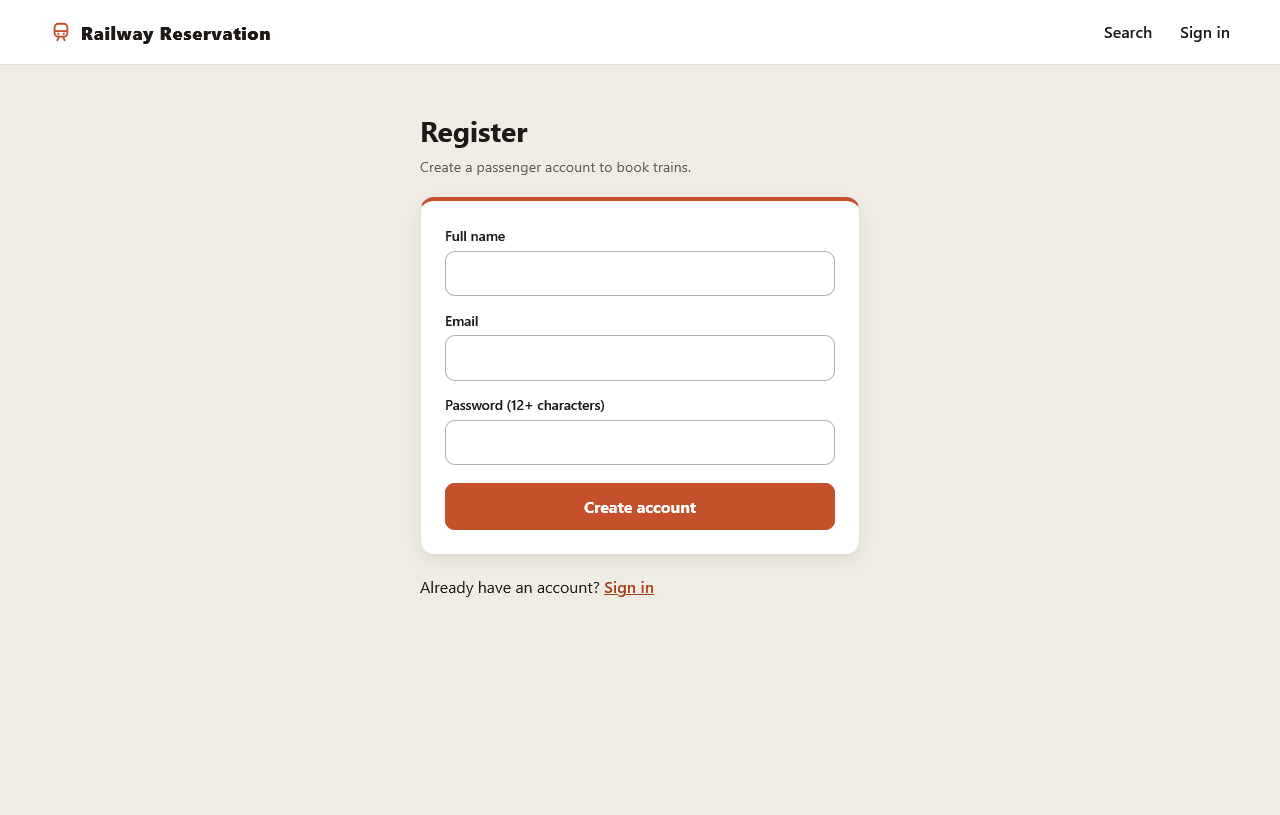 Railway Reservation
Search
Sign in
Register
Create a passenger account to book trains.
Full name
Email
Password (12+ characters)
Create account
Already have an account? Sign in